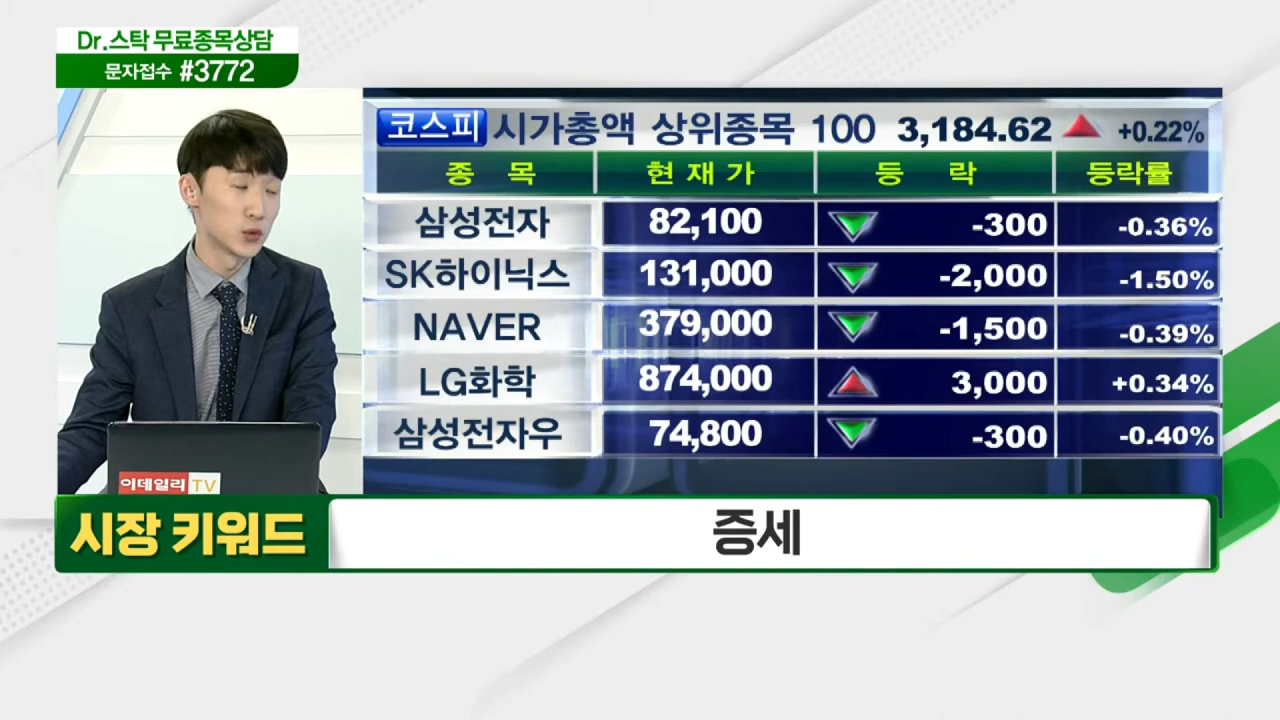 Dr.스탁 무료종목상담
문자접수 #3772
코스피 시가총액 상위종목 100 3,184.62 +0.22%
종 목 현 재 가 등 락 등락률
삼성전자 82,100 -300 -0.36%
SK하이닉스 131,000 -2,000 -1.50%
NAVER 379,000 -1,500 -0.39%
LG화학 874,000 3,000 +0.34%
삼성전자우 74,800 -300 -0.40%
이데일리 TV
시장 키워드 증세